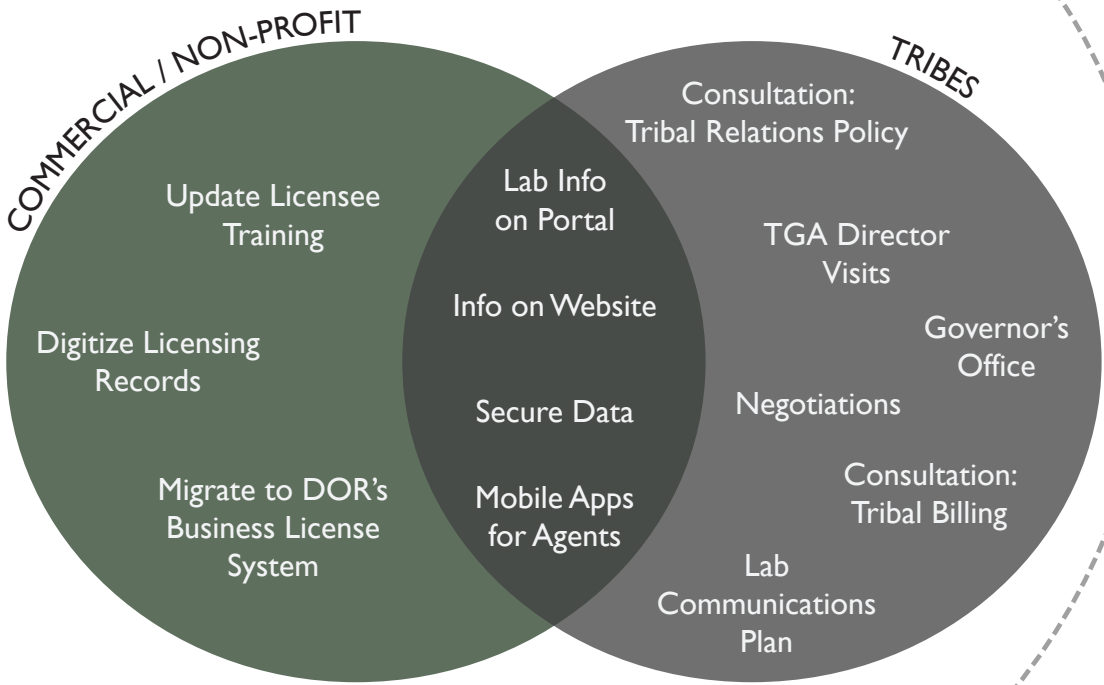 COMMERCIAL / NON-PROFIT
Update Licensee
Training
Digitize Licensing
Records
Migrate to DOR's
Business License
System
Lab Info
on Portal
Info on Website
Secure Data
Mobile Apps
for Agents
TRIBES
Consultation:
Tribal Relations Policy
TGA Director
Visits
Governor’s
Office
Negotiations
Consultation:
Tribal Billing
Lab
Communications
Plan